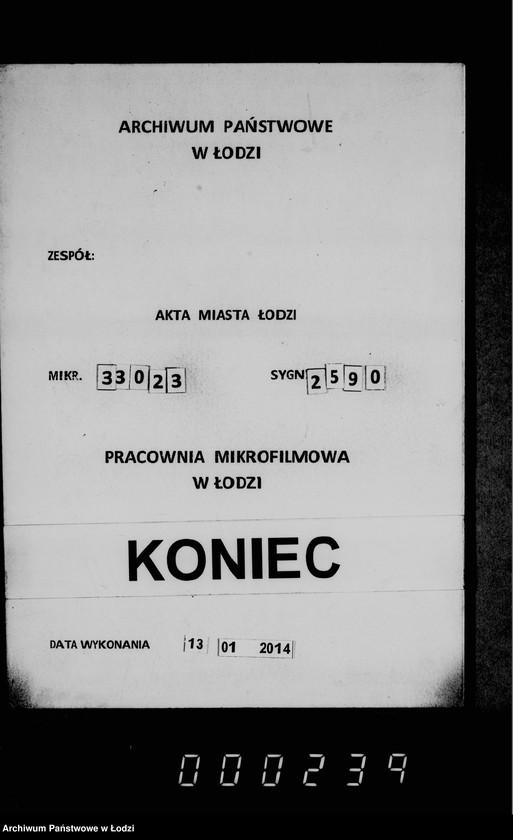 ARCHIWUM PAŃSTWOWE
W ŁODZI
ZESPÓŁ:
AKTA MIASTA ŁODZI
MIKR. 33023 SYGN 2590
PRACOWNIA MIKROFILMOWA
W ŁODZI
KONIEC
DATA WYKONANIA 13 01 2014
000239
Archiwum Państwowe w Łodzi